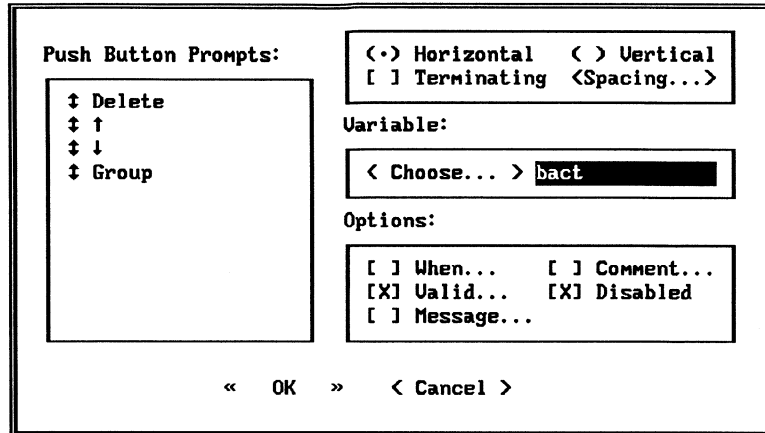 Push Button Prompts:
↕ Delete
↕ ↑
↕ ↓
↕ Group
(·) Horizontal ( ) Vertical
[ ] Terminating <Spacing...>
Variable:
< Choose... > bact
Options:
[ ] When... [ ] Comment...
[X] Valid... [X] Disabled
[ ] Message...
« OK » < Cancel >